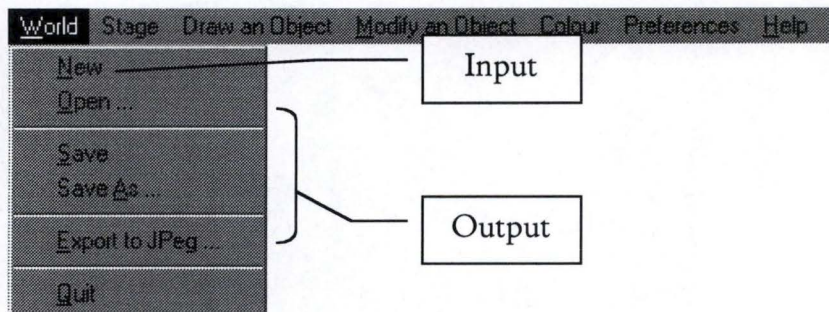 World Stage Draw an Object Modify an Object Colour Preferences Help
New
Input
Open ...
Save
Save As ...
Output
Export to JPeg ...
Quit